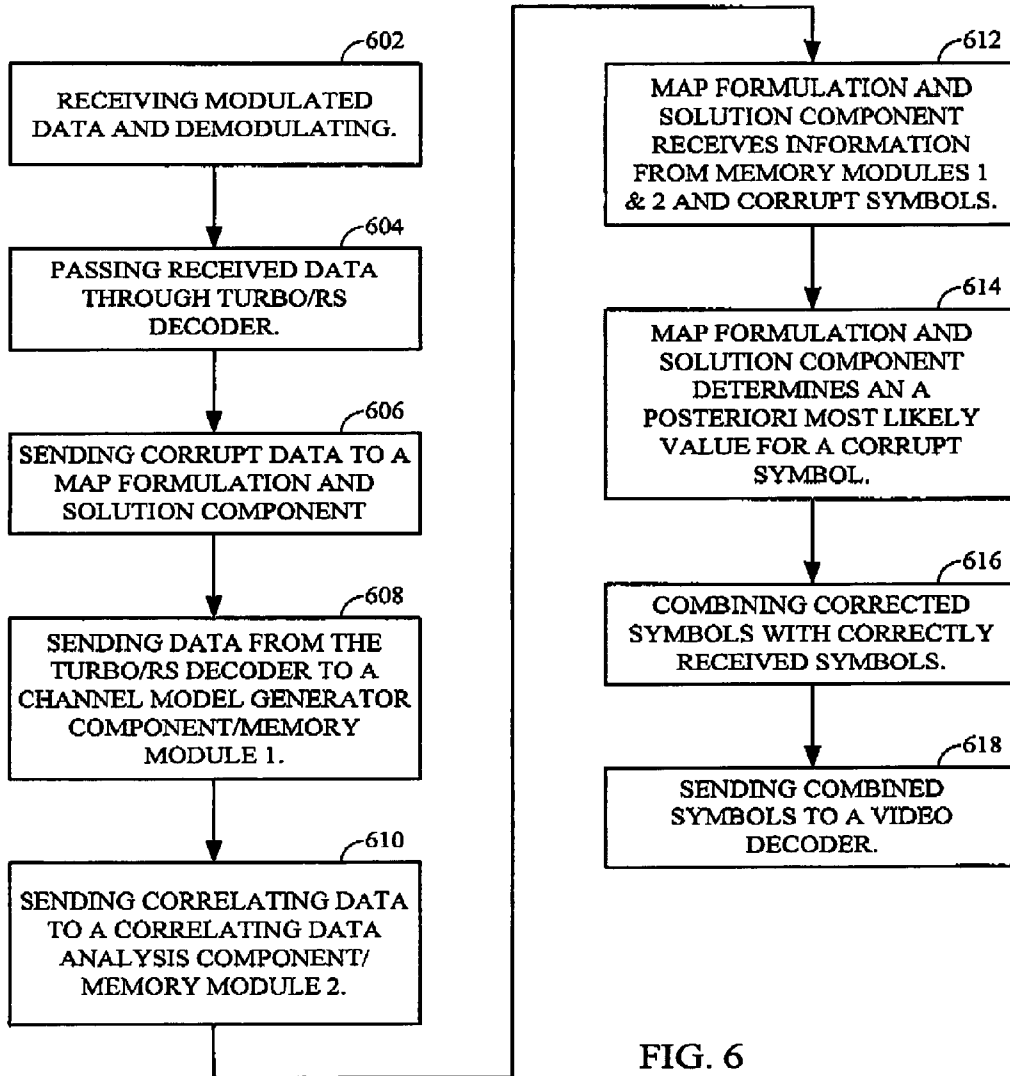 602
RECEIVING MODULATED
DATA AND DEMODULATING.
604
PASSING RECEIVED DATA
THROUGH TURBO/RS
DECODER.
606
SENDING CORRUPT DATA TO A
MAP FORMULATION AND
SOLUTION COMPONENT
608
SENDING DATA FROM THE
TURBO/RS DECODER TO A
CHANNEL MODEL GENERATOR
COMPONENT/MEMORY
MODULE 1.
610
SENDING CORRELATING DATA
TO A CORRELATING DATA
ANALYSIS COMPONENT/
MEMORY MODULE 2.
612
MAP FORMULATION AND
SOLUTION COMPONENT
RECEIVES INFORMATION
FROM MEMORY MODULES 1
& 2 AND CORRUPT SYMBOLS.
614
MAP FORMULATION AND
SOLUTION COMPONENT
DETERMINES AN A
POSTERIORI MOST LIKELY
VALUE FOR A CORRUPT
SYMBOL.
616
COMBINING CORRECTED
SYMBOLS WITH CORRECTLY
RECEIVED SYMBOLS.
618
SENDING COMBINED
SYMBOLS TO A VIDEO
DECODER.
FIG. 6